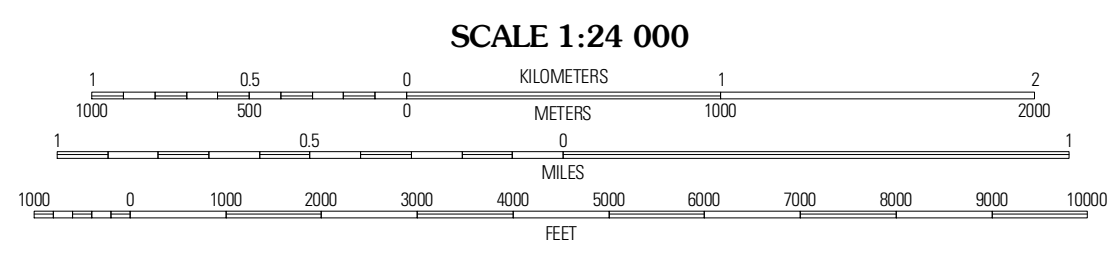 SCALE 1:24 000
1 0.5 0 KILOMETERS 1 2
1000 500 0 METERS 1000 2000
1 0.5 0 1
MILES
1000 0 1000 2000 3000 4000 5000 6000 7000 8000 9000 10000
FEET